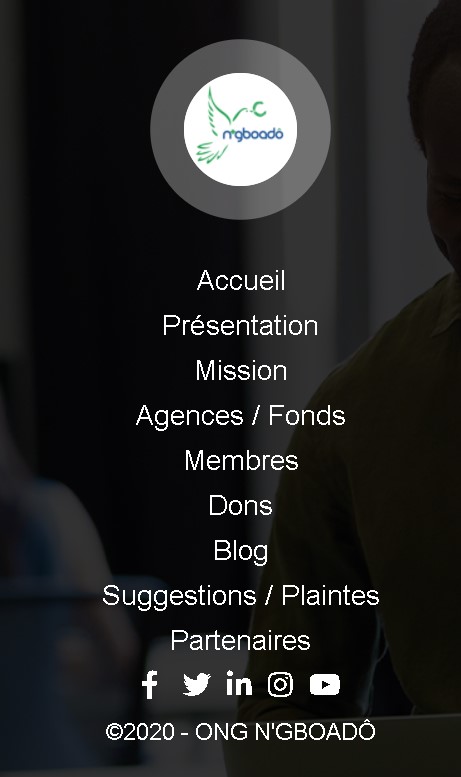 n'gboadô
Accueil
Présentation
Mission
Agences / Fonds
Membres
Dons
Blog
Suggestions / Plaintes
Partenaires
©2020 - ONG N'GBOADÔ